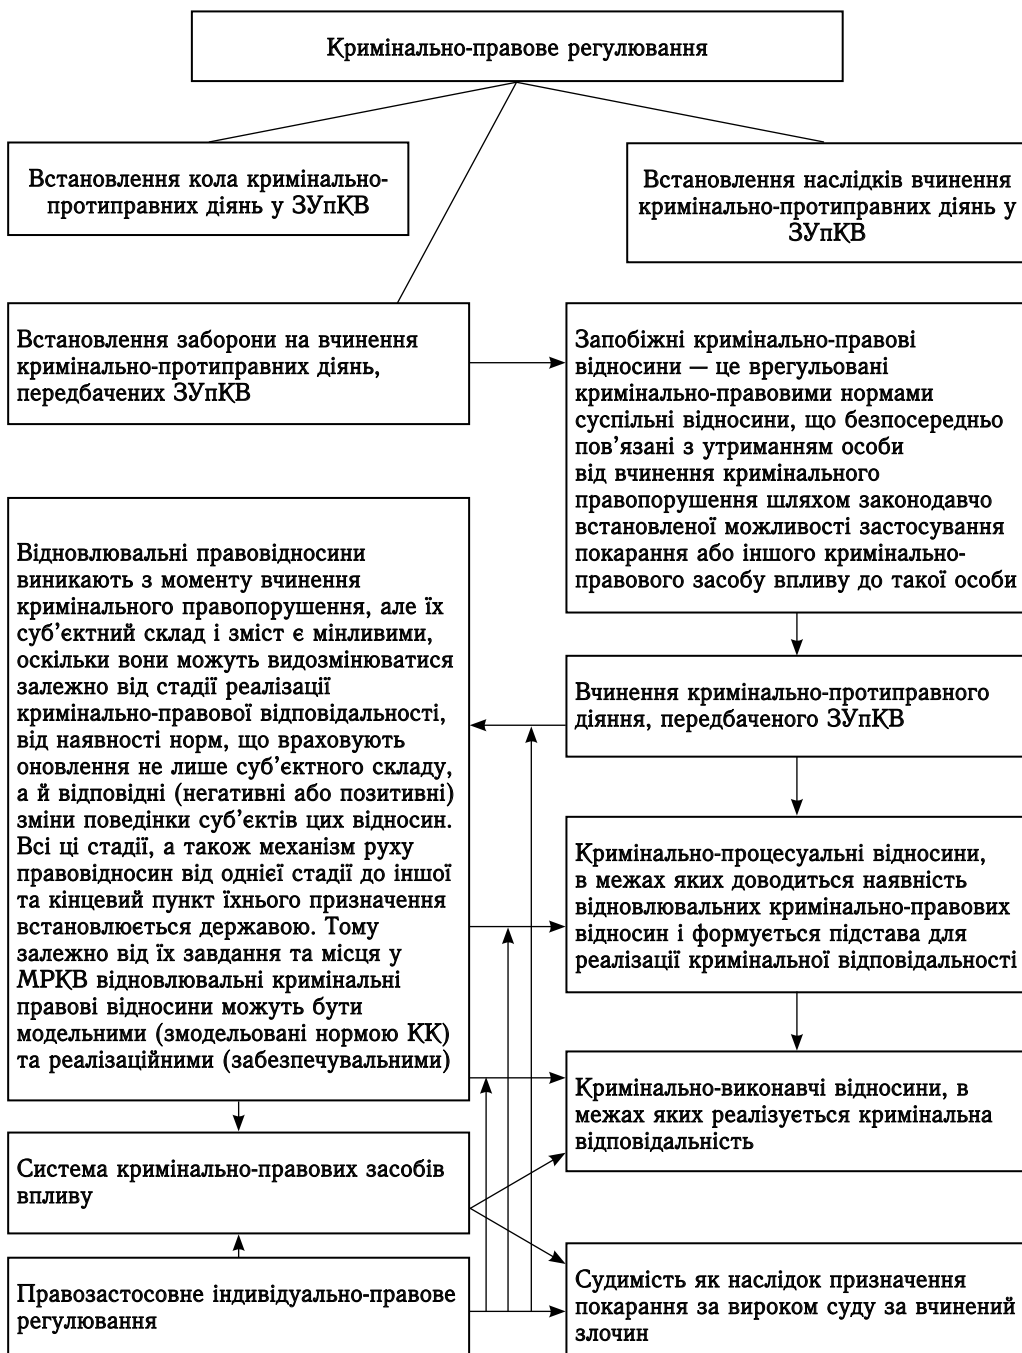 Кримінально-правове регулювання
Встановлення кола кримінально-
протиправних діянь у ЗУпКВ
Встановлення наслідків вчинення
кримінально-протиправних діянь у
ЗУпКВ
Встановлення заборони на вчинення
кримінально-протиправних діянь,
передбачених ЗУпКВ
Запобіжні кримінально-правові
відносини — це врегульовані
кримінально-правовими нормами
суспільні відносини, що безпосередньо
пов’язані з утриманням особи
від вчинення кримінального
правопорушення шляхом законодавчо
встановленої можливості застосування
покарання або іншого кримінально-
правового засобу впливу до такої особи
Відновлювальні правовідносини
виникають з моменту вчинення
кримінального правопорушення, але їх
суб’єктний склад і зміст є мінливими,
оскільки вони можуть видозмінюватися
залежно від стадії реалізації
кримінально-правової відповідальності,
від наявності норм, що враховують
оновлення не лише суб’єктного складу,
а й відповідні (негативні або позитивні)
зміни поведінки суб’єктів цих відносин.
Всі ці стадії, а також механізм руху
правовідносин від однієї стадії до іншої
та кінцевий пункт їхнього призначення
встановлюється державою. Тому
залежно від їх завдання та місця у
МРКВ відновлювальні кримінальні
правові відносини можуть бути
модельними (змодельовані нормою КК)
та реалізаційними (забезпечувальними)
Вчинення кримінально-протиправного
діяння, передбаченого ЗУпКВ
Кримінально-процесуальні відносини,
в межах яких доводиться наявність
відновлювальних кримінально-правових
відносин і формується підстава для
реалізації кримінальної відповідальності
Кримінально-виконавчі відносини, в
межах яких реалізується кримінальна
відповідальність
Система кримінально-правових засобів
впливу
Правозастосовне індивідуально-правове
регулювання
Судимість як наслідок призначення
покарання за вироком суду за вчинений
злочин